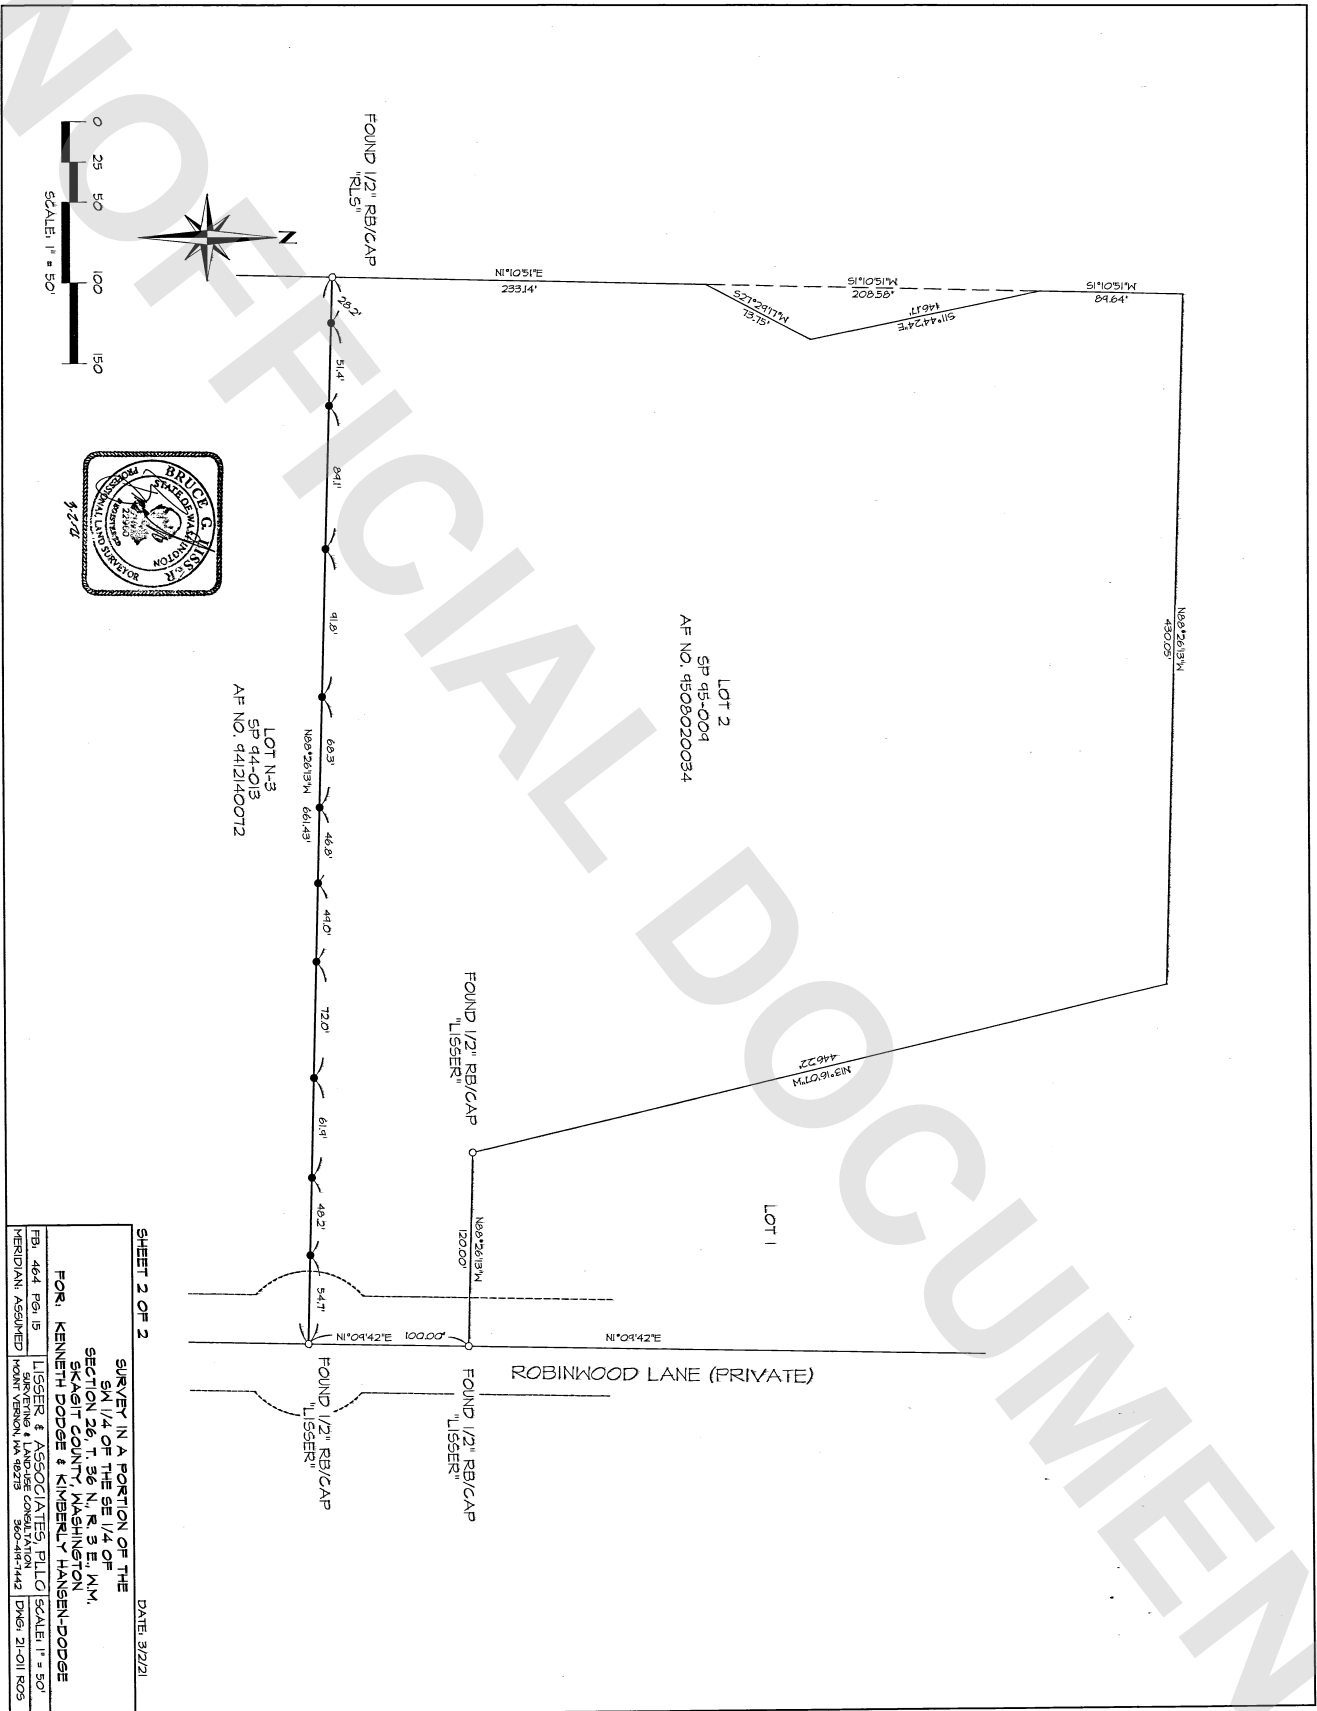 UNOFFICIAL DOCUMENT
N88°26'13"W
430.05'
S1°10'51"W
89.64'
S11°44'24"E
146.17'
S1°10'51"W
208.58'
S27°29'17"W
73.75'
N1°10'51"E
233.14'
N13°16'07"W
446.22'
LOT 1
LOT 2
SP 95-009
AF NO. 9508020034
N88°26'13"W
120.00'
N1°09'42"E
ROBINWOOD LANE (PRIVATE)
FOUND 1/2" RB/CAP
"LISSER"
FOUND 1/2" RB/CAP
"LISSER"
N1°09'42"E 100.00'
FOUND 1/2" RB/CAP
"RLS"
28.2'
51.4'
89.1'
91.8'
68.3'
46.8'
49.0'
72.0'
61.9'
48.2'
54.7'
N88°26'13"W 661.43'
FOUND 1/2" RB/CAP
"LISSER"
LOT N-3
SP 94-013
AF NO. 9412140072
N
0 25 50 100 150
SCALE: 1" = 50'
BRUCE G. LISSER
STATE OF WASHINGTON
22960
REGISTERED
PROFESSIONAL LAND SURVEYOR
3-2-21
SHEET 2 OF 2
DATE: 3/2/21
SURVEY IN A PORTION OF THE
SW 1/4 OF THE SE 1/4 OF
SECTION 26, T. 36 N., R. 3 E., W.M.
SKAGIT COUNTY, WASHINGTON
FOR: KENNETH DODGE & KIMBERLY HANSEN-DODGE
FB: 464 PG: 15
LISSER & ASSOCIATES, PLLC
SURVEYING & LAND-USE CONSULTATION
SCALE: 1" = 50'
MERIDIAN: ASSUMED
MOUNT VERNON, WA 98273 360-419-7442
DWG: 21-011 ROS